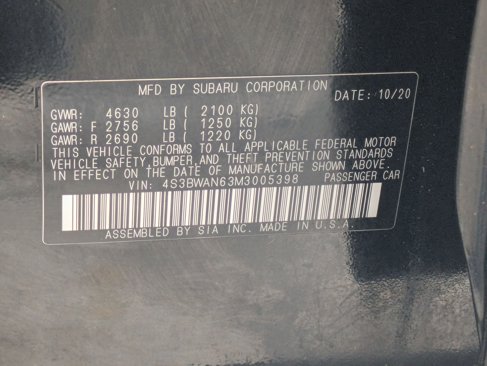 MFD BY SUBARU CORPORATION
DATE: 10/20
GVWR: 4630 LB ( 2100 KG)
GAWR: F 2756 LB ( 1250 KG)
GAWR: R 2690 LB ( 1220 KG)
THIS VEHICLE CONFORMS TO ALL APPLICABLE FEDERAL MOTOR
VEHICLE SAFETY, BUMPER, AND THEFT PREVENTION STANDARDS
IN EFFECT ON THE DATE OF MANUFACTURE SHOWN ABOVE.
VIN: 4S3BWAN63M3005398 PASSENGER CAR
ASSEMBLED BY SIA INC. MADE IN U.S.A.